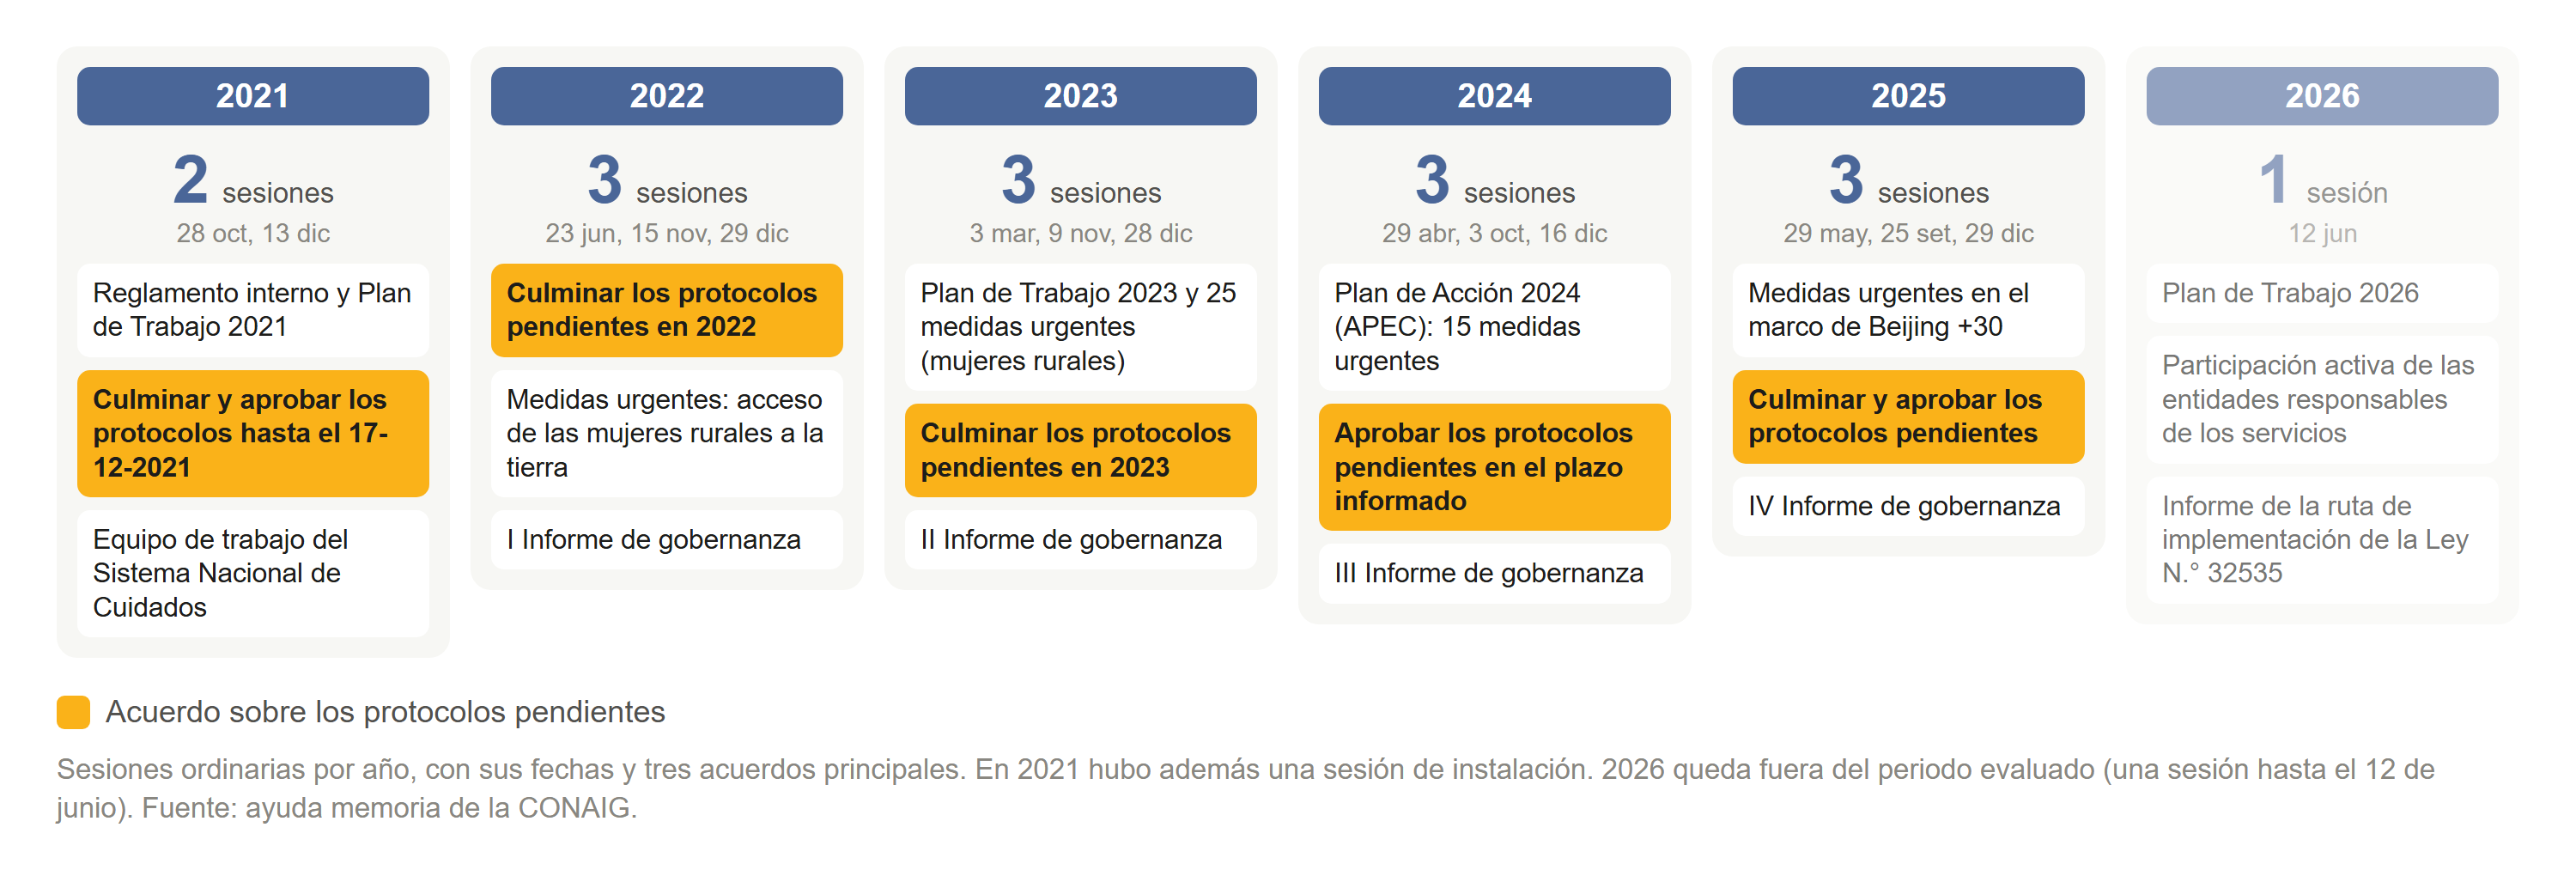 2021
2 sesiones
28 oct, 13 dic
Reglamento interno y Plan
de Trabajo 2021
Culminar y aprobar los
protocolos hasta el 17-
12-2021
Equipo de trabajo del
Sistema Nacional de
Cuidados
2022
3 sesiones
23 jun, 15 nov, 29 dic
Culminar los protocolos
pendientes en 2022
Medidas urgentes: acceso
de las mujeres rurales a la
tierra
I Informe de gobernanza
2023
3 sesiones
3 mar, 9 nov, 28 dic
Plan de Trabajo 2023 y 25
medidas urgentes
(mujeres rurales)
Culminar los protocolos
pendientes en 2023
II Informe de gobernanza
2024
3 sesiones
29 abr, 3 oct, 16 dic
Plan de Acción 2024
(APEC): 15 medidas
urgentes
Aprobar los protocolos
pendientes en el plazo
informado
III Informe de gobernanza
2025
3 sesiones
29 may, 25 set, 29 dic
Medidas urgentes en el
marco de Beijing +30
Culminar y aprobar los
protocolos pendientes
IV Informe de gobernanza
2026
1 sesión
12 jun
Plan de Trabajo 2026
Participación activa de las
entidades responsables
de los servicios
Informe de la ruta de
implementación de la Ley
N.° 32535
Acuerdo sobre los protocolos pendientes
Sesiones ordinarias por año, con sus fechas y tres acuerdos principales. En 2021 hubo además una sesión de instalación. 2026 queda fuera del periodo evaluado (una sesión hasta el 12 de
junio). Fuente: ayuda memoria de la CONAIG.